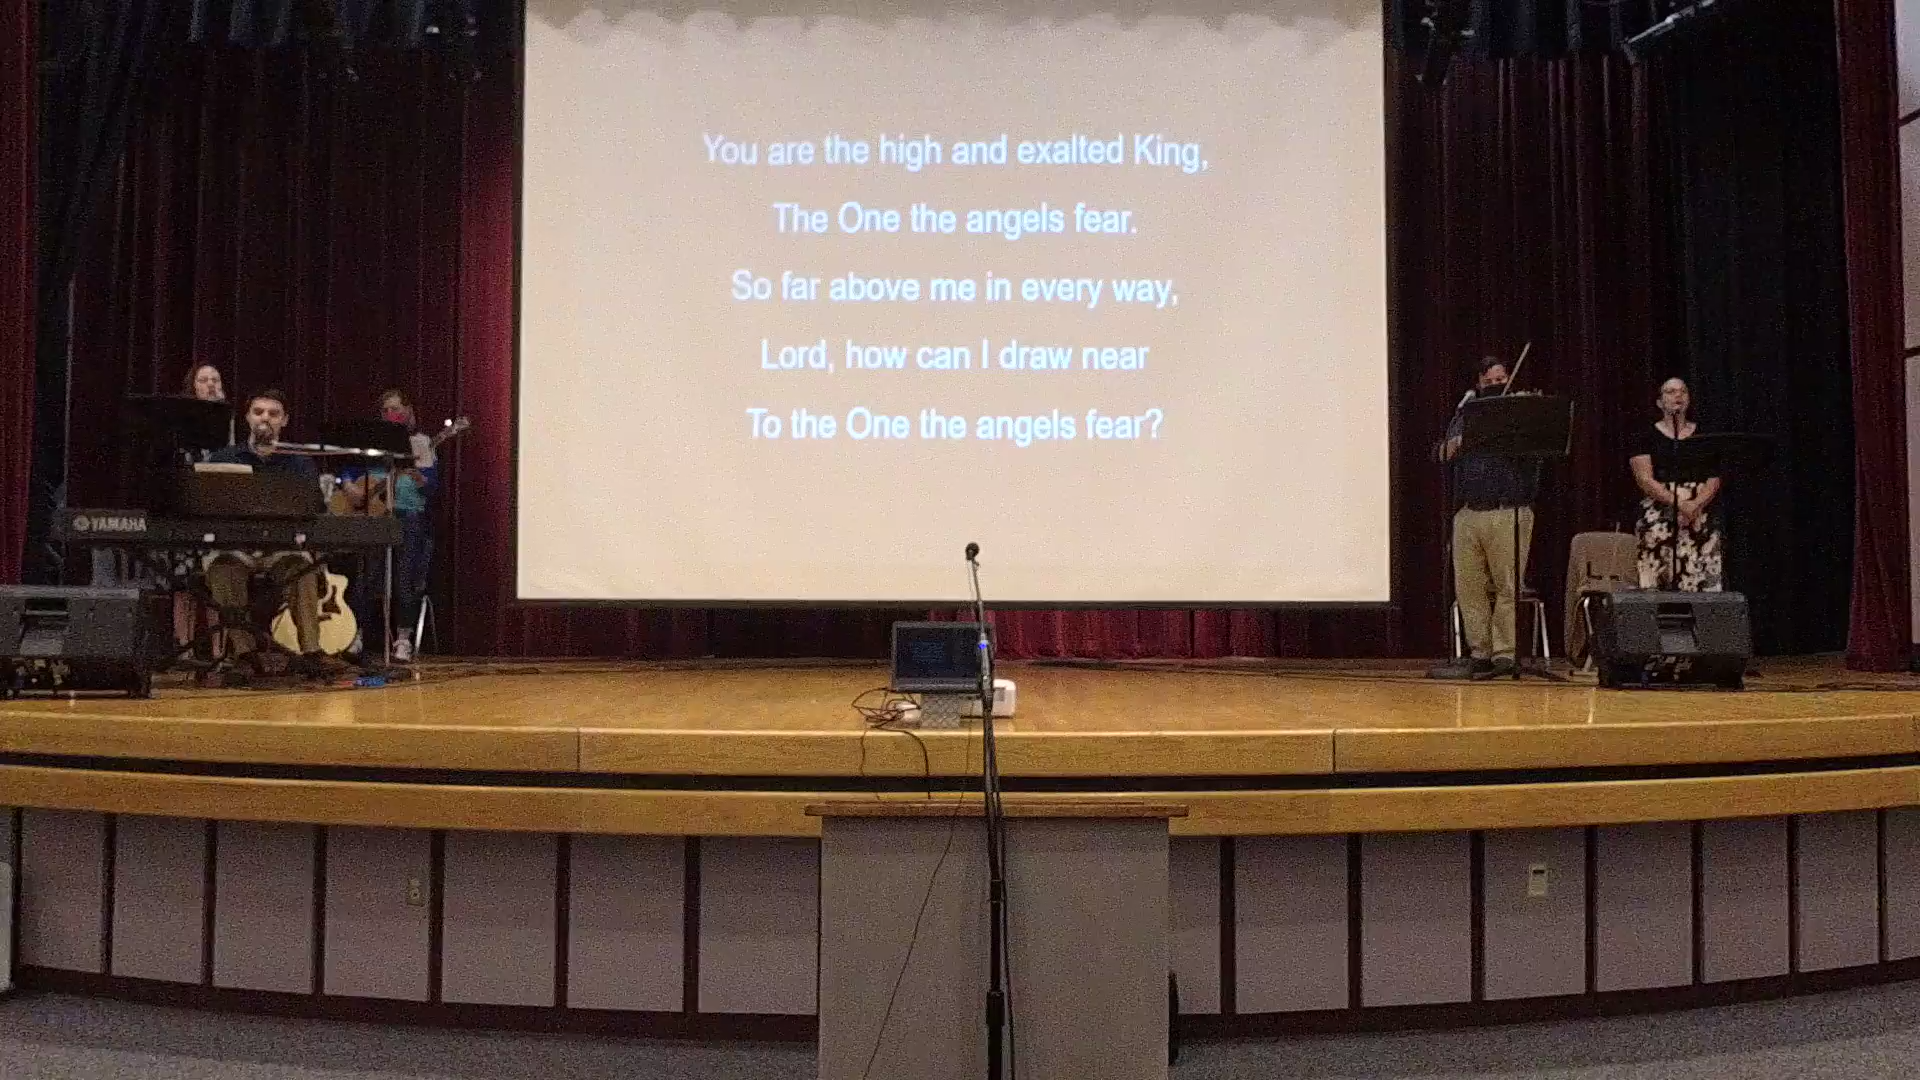 You are the high and exalted King,
The One the angels fear.
So far above me in every way,
Lord, how can I draw near
To the One the angels fear?
YAMAHA